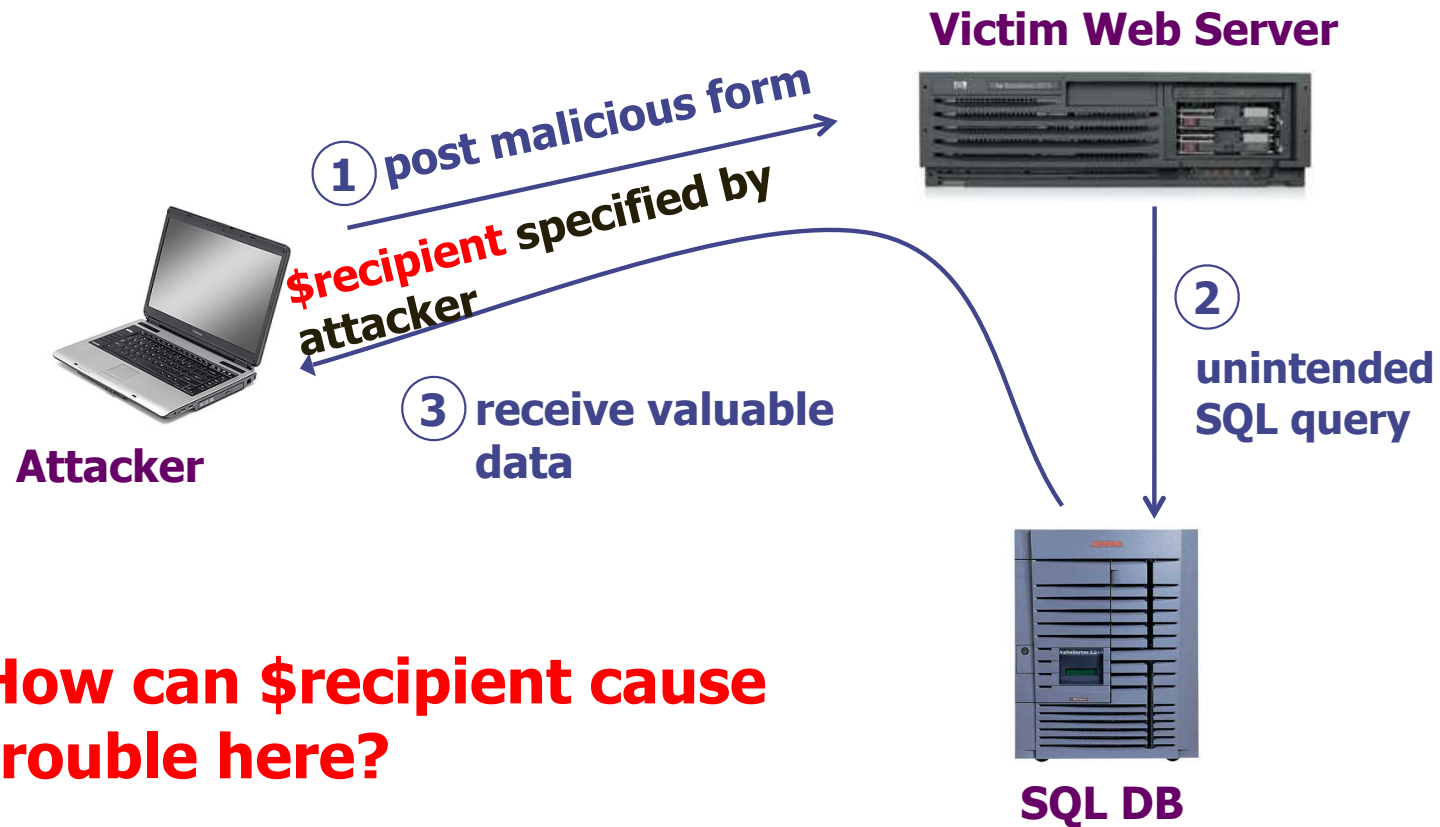 Victim Web Server
1 post malicious form
$recipient specified by
attacker
2
unintended
SQL query
3 receive valuable
data
Attacker
How can $recipient cause
rouble here?
SQL DB